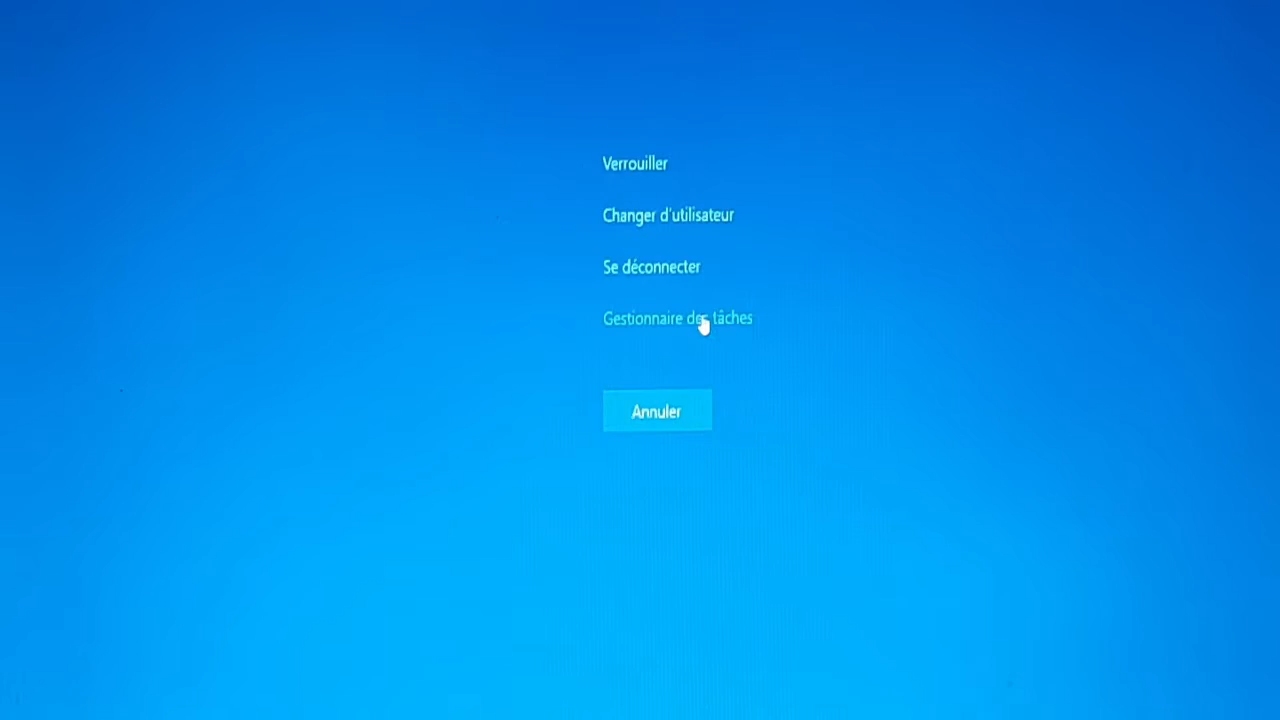 Verrouiller
Changer d'utilisateur
Se déconnecter
Gestionnaire des tâches
Annuler